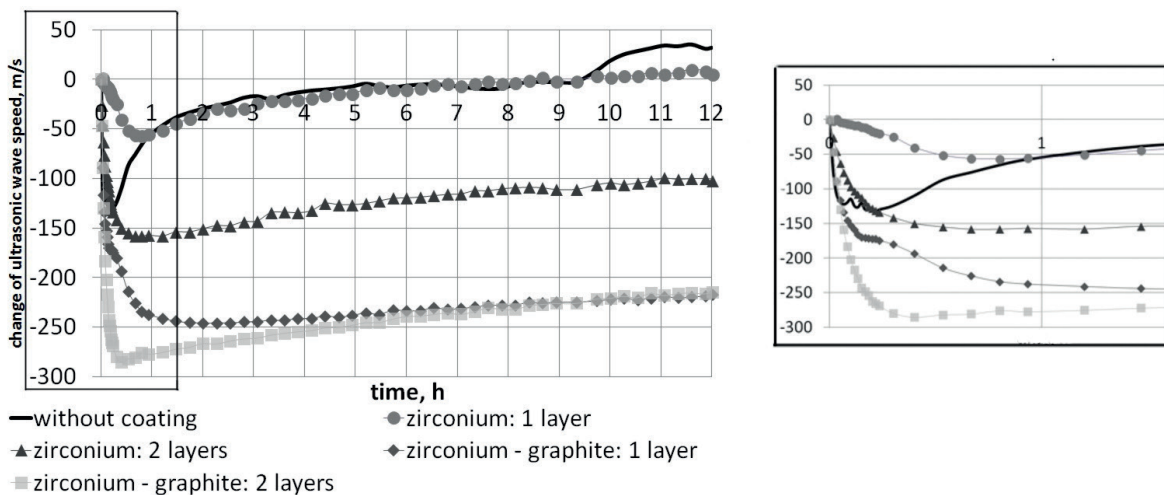 change of ultrasonic wave speed, m/s
50
0
-50
-100
-150
-200
-250
-300
0 1 2 3 4 5 6 7 8 9 10 11 12
time, h
without coating
zirconium: 1 layer
zirconium: 2 layers
zirconium - graphite: 1 layer
zirconium - graphite: 2 layers
50
0
-50
-100
-150
-200
-250
-300
0 1